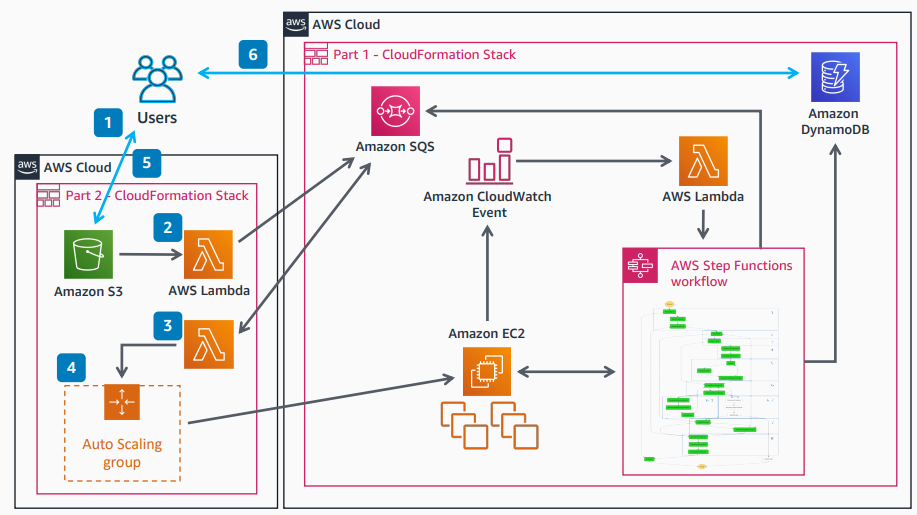 aws
AWS Cloud
Part 1 - CloudFormation Stack
6
Users
1
5
Amazon SQS
Amazon
DynamoDB
Amazon CloudWatch
Event
AWS Lambda
aws
AWS Cloud
Part 2 - CloudFormation Stack
2
Amazon S3
AWS Lambda
3
4
Auto Scaling
group
Amazon EC2
AWS Step Functions
workflow